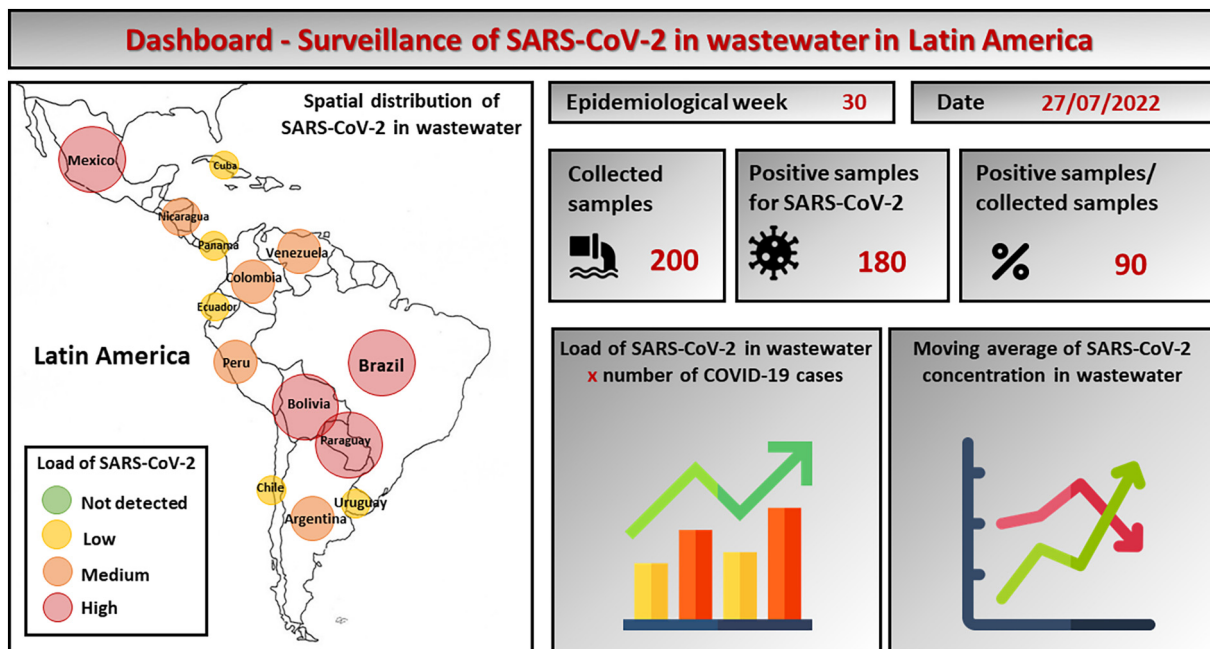 Dashboard - Surveillance of SARS-CoV-2 in wastewater in Latin America
Spatial distribution of
SARS-CoV-2 in wastewater
Mexico
Cuba
Nicaragua
Panama
Venezuela
Colombia
Ecuador
Latin America
Peru
Brazil
Bolivia
Paraguay
Chile
Uruguay
Argentina
Load of SARS-CoV-2
Not detected
Low
Medium
High
Epidemiological week 30
Date 27/07/2022
Collected
samples
200
Positive samples
for SARS-CoV-2
180
Positive samples/
collected samples
% 90
Load of SARS-CoV-2 in wastewater
x number of COVID-19 cases
Moving average of SARS-CoV-2
concentration in wastewater